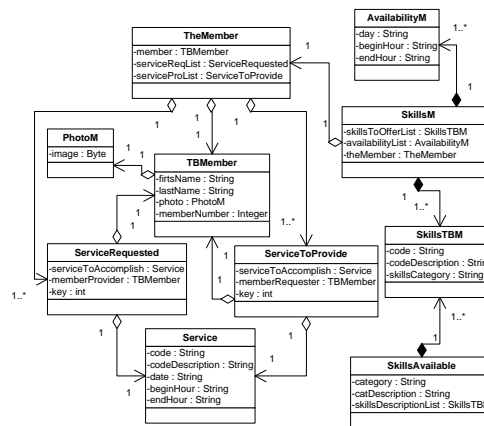 TheMember
-member : TBMember
-serviceReqList : ServiceRequested
-serviceProList : ServiceToProvide
AvailabilityM
-day : String
-beginHour : String
-endHour : String
1..*
1
1
1
1
1
1
PhotoM
-image : Byte
1
1
1
TBMember
-firtsName : String
-lastName : String
-photo : PhotoM
-memberNumber : Integer
SkillsM
-skillsToOfferList : SkillsTBM
-availabilityList : AvailabilityM
-theMember : TheMember
1
1..*
SkillsTBM
-code : String
-codeDescription : String
-skillsCategory : String
1
1
1
1..*
ServiceRequested
-serviceToAccomplish : Service
-memberProvider : TBMember
-key : int
1..*
ServiceToProvide
-serviceToAccomplish : Service
-memberRequester : TBMember
-key : int
1
1
1
1..*
1
Service
-code : String
-codeDescription : String
-date : String
-beginHour : String
-endHour : String
1
1
SkillsAvailable
-category : String
-catDescription : String
-skillsDescriptionList : SkillsTBM